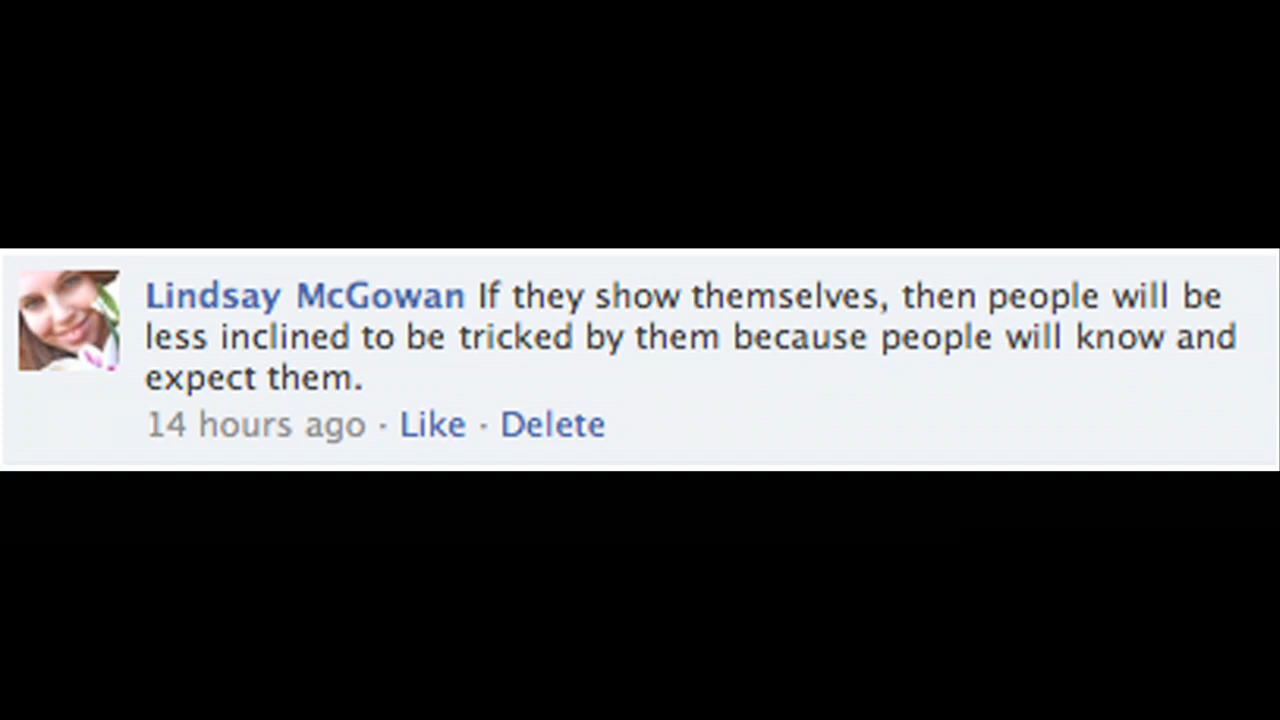 Lindsay McGowan If they show themselves, then people will be
less inclined to be tricked by them because people will know and
expect them.
14 hours ago · Like · Delete